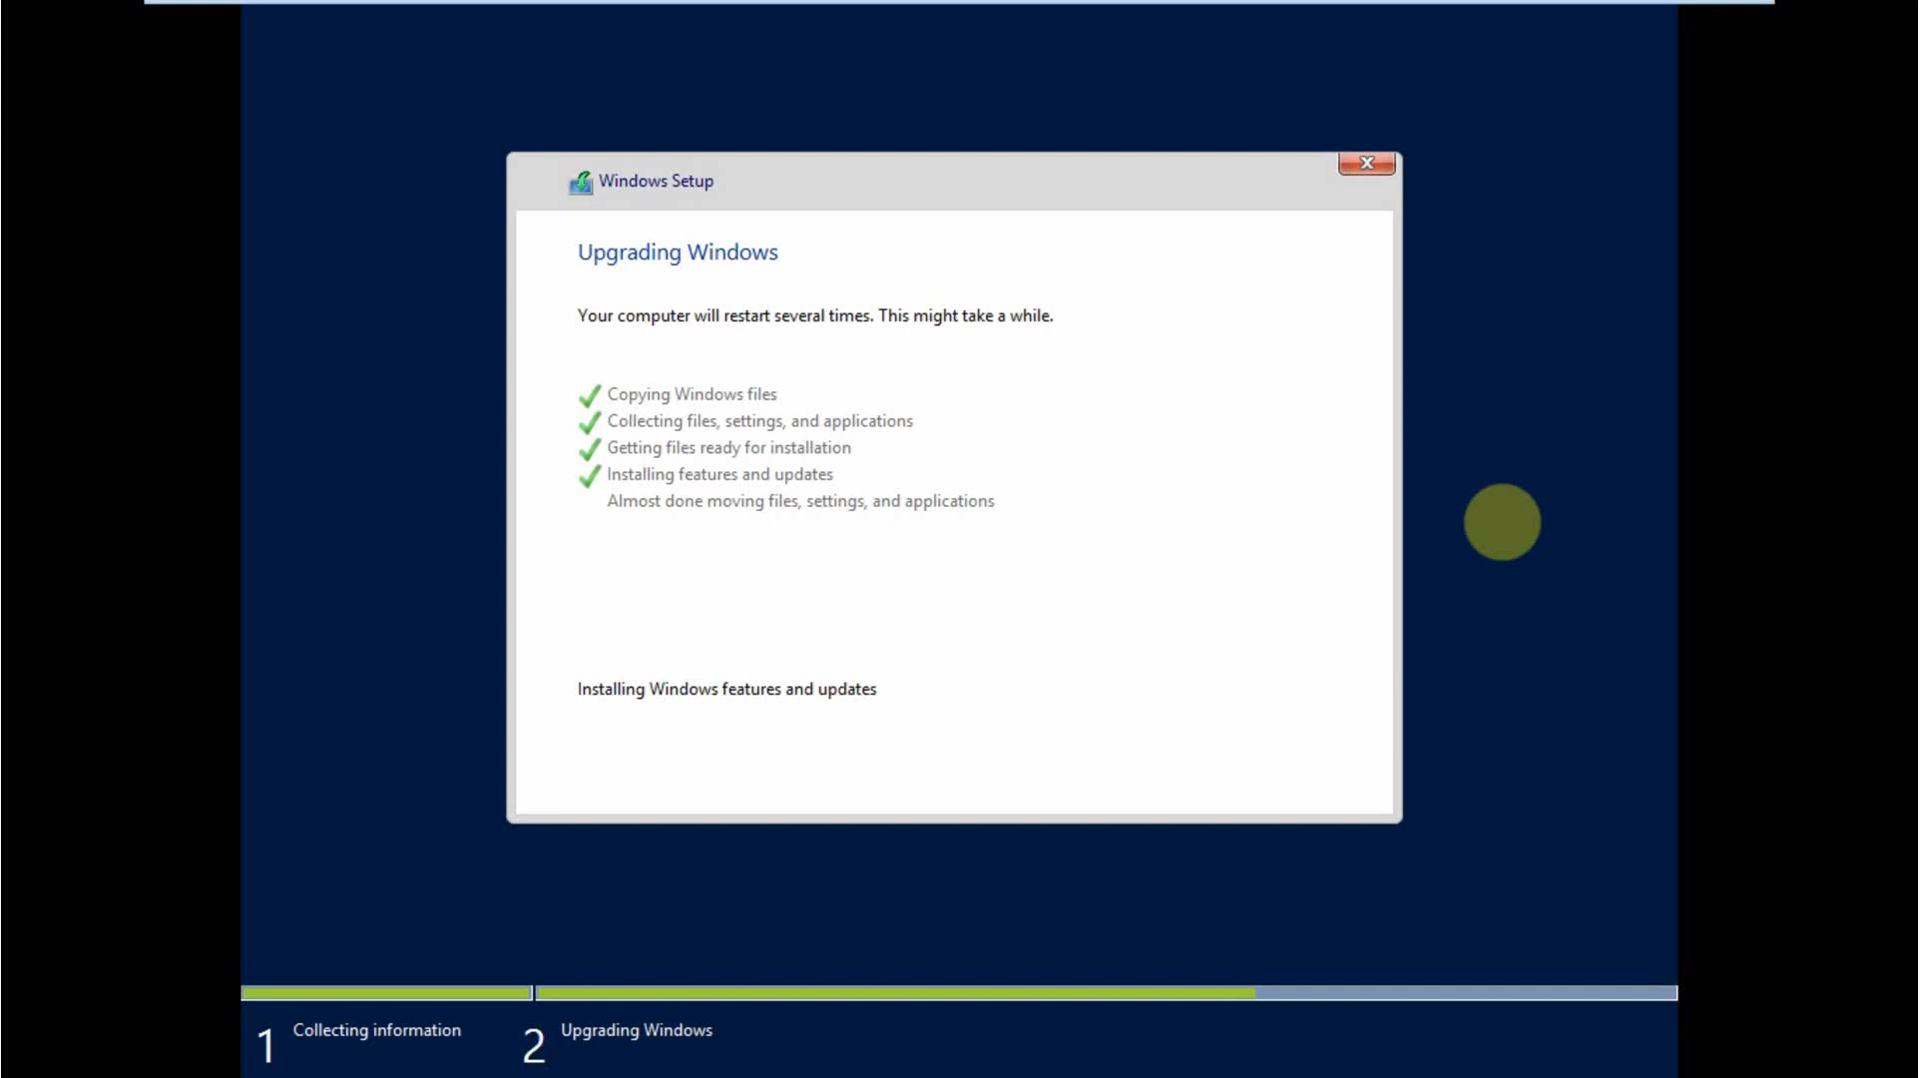 Windows Setup
Upgrading Windows
Your computer will restart several times. This might take a while.
Copying Windows files
Collecting files, settings, and applications
Getting files ready for installation
Installing features and updates
Almost done moving files, settings, and applications
Installing Windows features and updates
1 Collecting information
2 Upgrading Windows